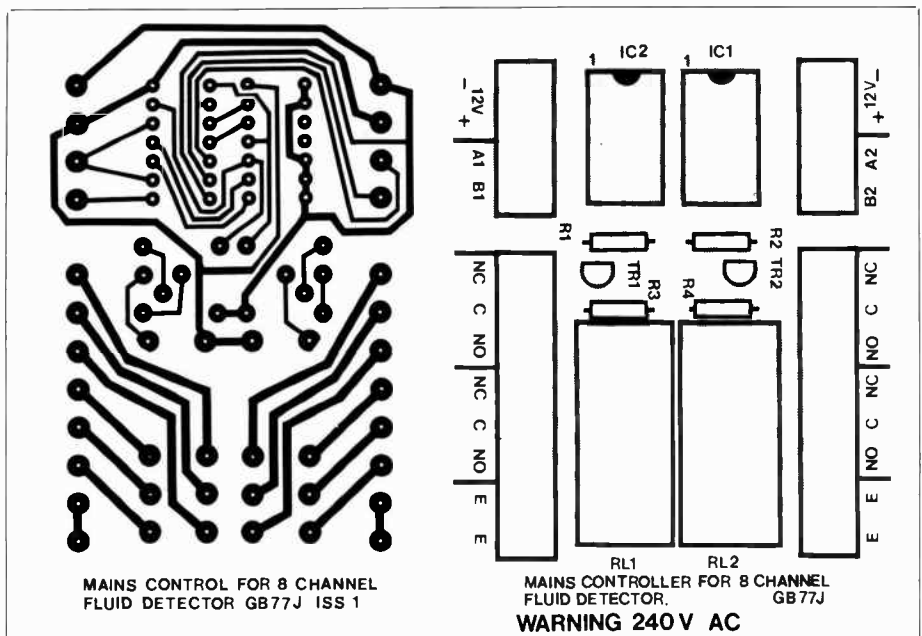 1 IC2 1 IC1
- 12V +
A1
B1
- 12V +
A2
B2
R1
R2
TR1
TR2
R3
R4
NC
C
NO
NC
C
NO
E
E
NC
C
NO
NC
C
NO
E
E
RL1
RL2
MAINS CONTROL FOR 8 CHANNEL
FLUID DETECTOR GB77J ISS 1
MAINS CONTROLLER FOR 8 CHANNEL
FLUID DETECTOR. GB77J
WARNING 240 V AC